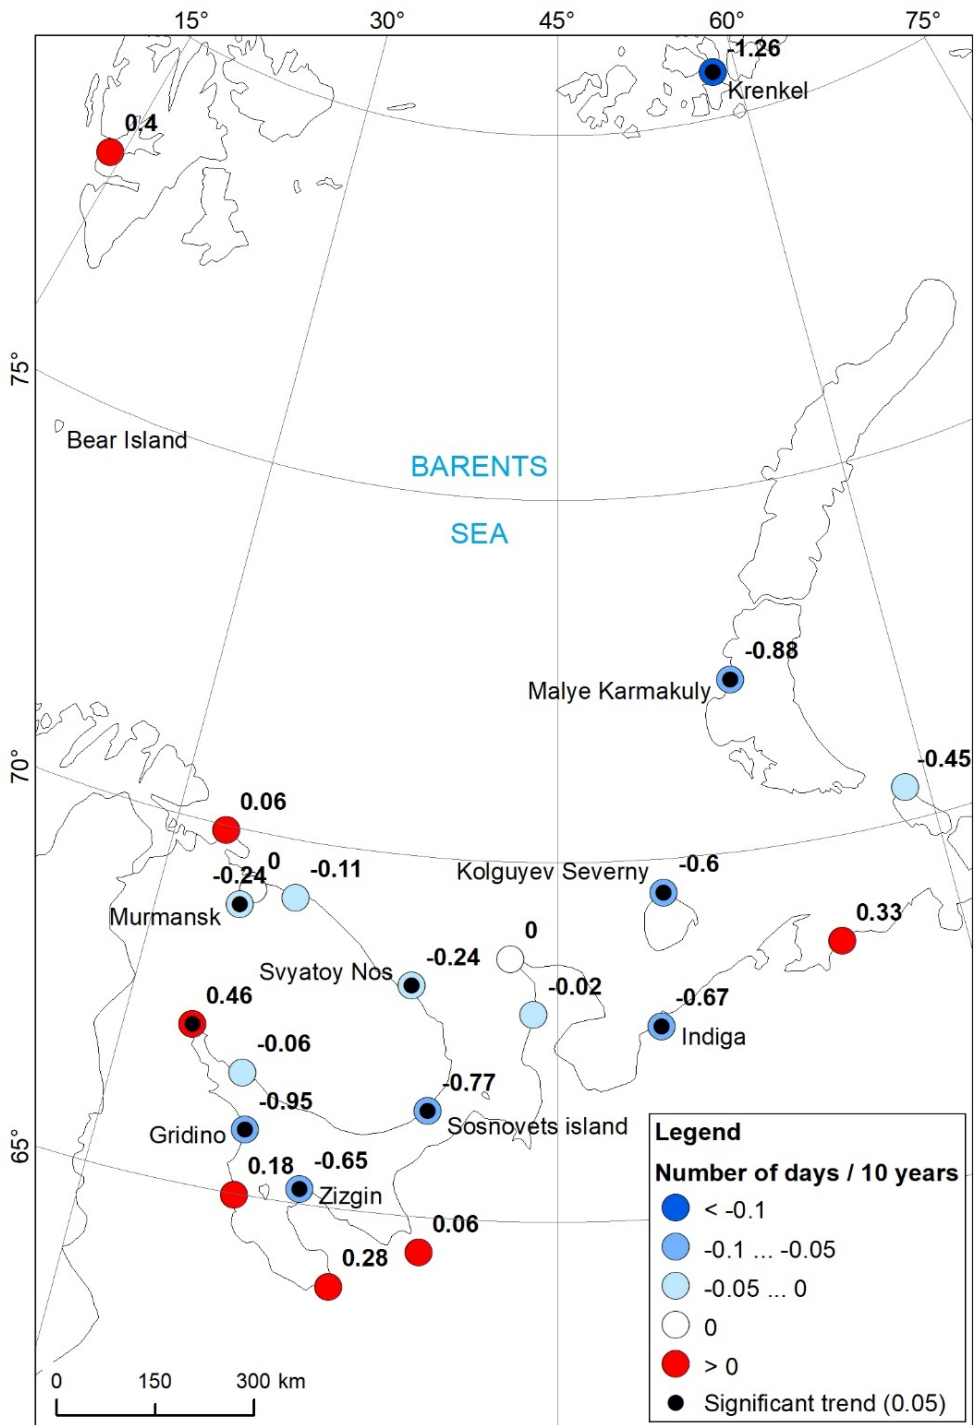 15° 30° 45° 60° 75°
-1.26
Krenkel
0.4
75°
Bear Island
BARENTS
SEA
-0.88
Malye Karmakuly
70°
-0.45
0.06
0
-0.24
-0.11
Murmansk
Kolguyev Severny
-0.6
0.33
0
-0.24
Svyatoy Nos
-0.02
0.46
-0.67
Indiga
-0.06
-0.95
Gridino
-0.77
Sosnovets island
65°
0.18
-0.65
Zizgin
0.06
0.28
Legend
Number of days / 10 years
< -0.1
-0.1 ... -0.05
-0.05 ... 0
0
> 0
Significant trend (0.05)
0 150 300 km